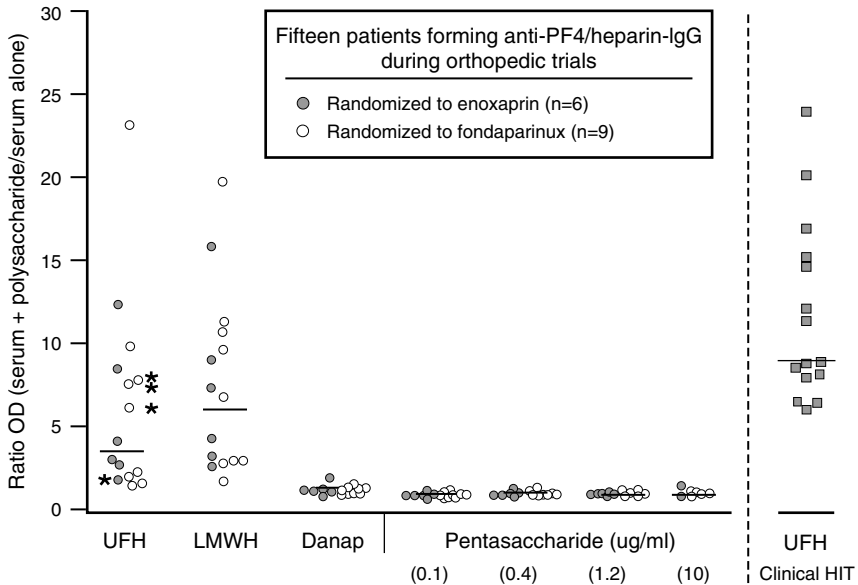 Ratio OD (serum + polysaccharide/serum alone)
30
25
20
15
10
5
0
Fifteen patients forming anti-PF4/heparin-IgG
during orthopedic trials
Randomized to enoxaprin (n=6)
Randomized to fondaparinux (n=9)
UFH
LMWH
Danap
Pentasaccharide (ug/ml)
UFH
(0.1)
(0.4)
(1.2)
(10)
Clinical HIT